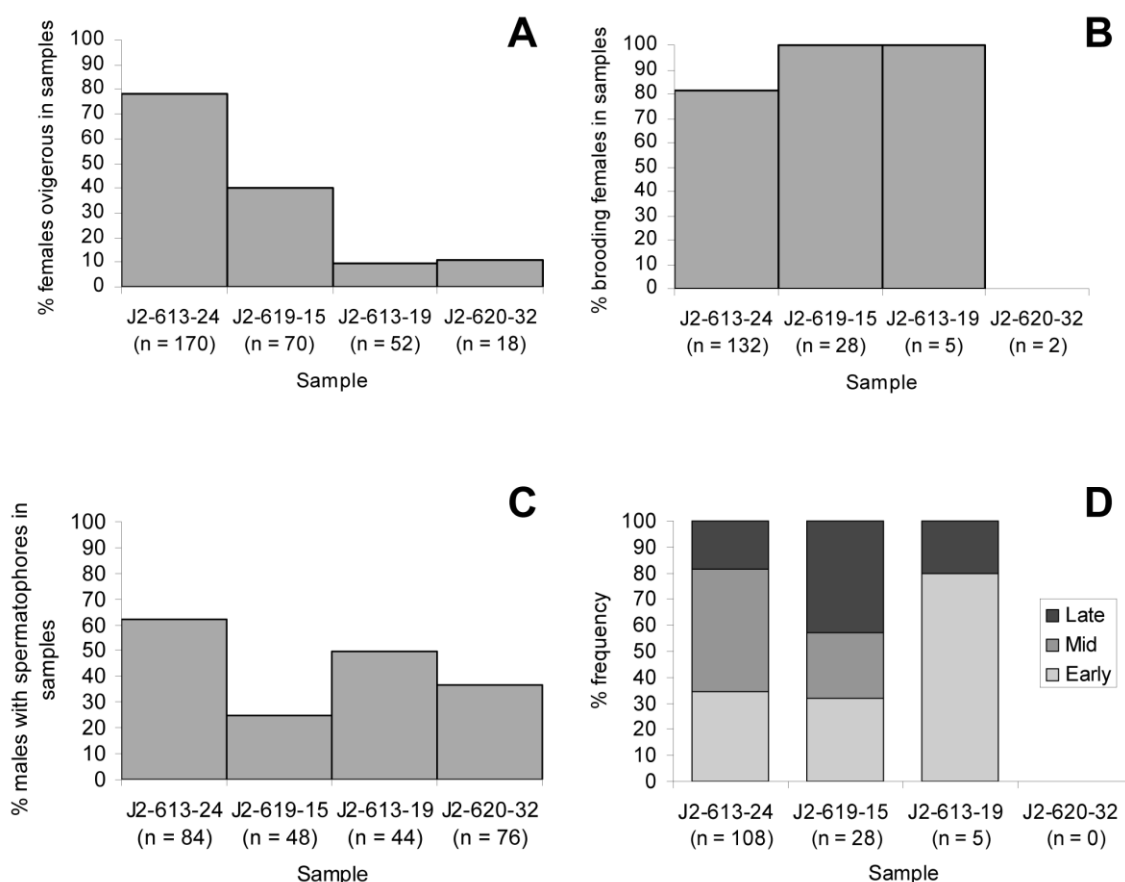 A
% females ovigerous in samples
100
90
80
70
60
50
40
30
20
10
0
J2-613-24 J2-619-15 J2-613-19 J2-620-32
(n = 170) (n = 70) (n = 52) (n = 18)
Sample
B
% brooding females in samples
100
90
80
70
60
50
40
30
20
10
0
J2-613-24 J2-619-15 J2-613-19 J2-620-32
(n = 132) (n = 28) (n = 5) (n = 2)
Sample
C
% males with spermatophores in
samples
100
90
80
70
60
50
40
30
20
10
0
J2-613-24 J2-619-15 J2-613-19 J2-620-32
(n = 84) (n = 48) (n = 44) (n = 76)
Sample
D
% frequency
100
90
80
70
60
50
40
30
20
10
0
Late
Mid
Early
J2-613-24 J2-619-15 J2-613-19 J2-620-32
(n = 108) (n = 28) (n = 5) (n = 0)
Sample